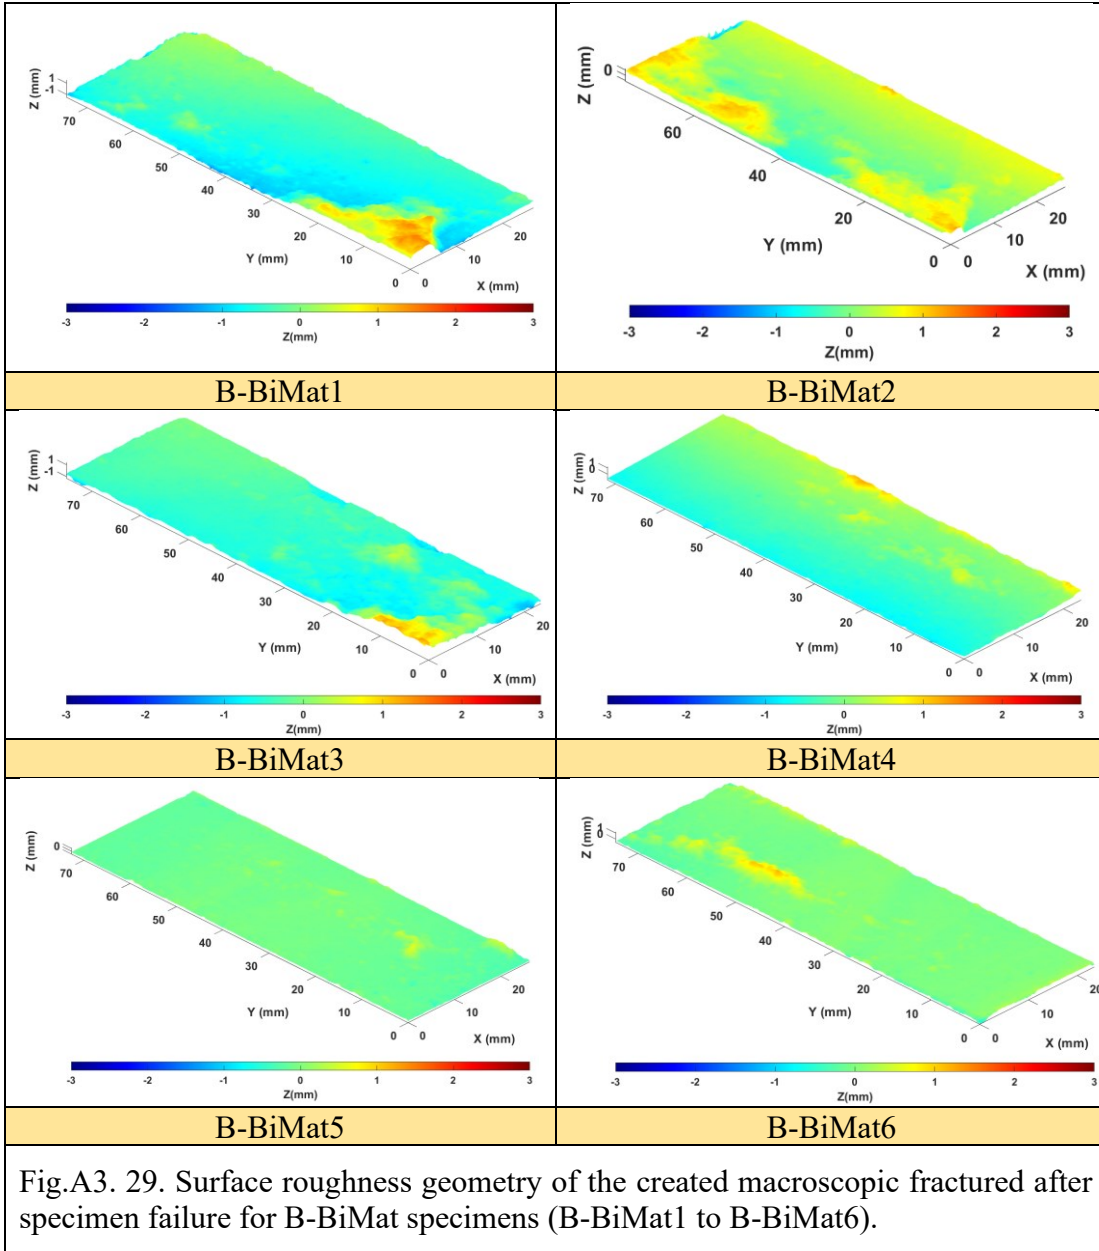 Z (mm)
1
-1
70
60
50
40
30
20
10
0
Y (mm)
0
10
20
X (mm)
-3 -2 -1 0 1 2 3
Z(mm)
Z (mm)
0
60
40
20
0
Y (mm)
0
10
20
X (mm)
-3 -2 -1 0 1 2 3
Z(mm)
B-BiMat1 B-BiMat2
Z (mm)
1
-1
70
60
50
40
30
20
10
0
Y (mm)
0
10
20
X (mm)
-3 -2 -1 0 1 2 3
Z(mm)
Z (mm)
1
0
70
60
50
40
30
20
10
0
Y (mm)
0
10
20
X (mm)
-3 -2 -1 0 1 2 3
Z(mm)
B-BiMat3 B-BiMat4
Z (mm)
0
70
60
50
40
30
20
10
0
Y (mm)
0
10
20
X (mm)
-3 -2 -1 0 1 2 3
Z(mm)
Z (mm)
1
0
70
60
50
40
30
20
10
0
Y (mm)
0
10
20
X (mm)
-3 -2 -1 0 1 2 3
Z(mm)
B-BiMat5 B-BiMat6
Fig.A3. 29. Surface roughness geometry of the created macroscopic fractured after
specimen failure for B-BiMat specimens (B-BiMat1 to B-BiMat6).